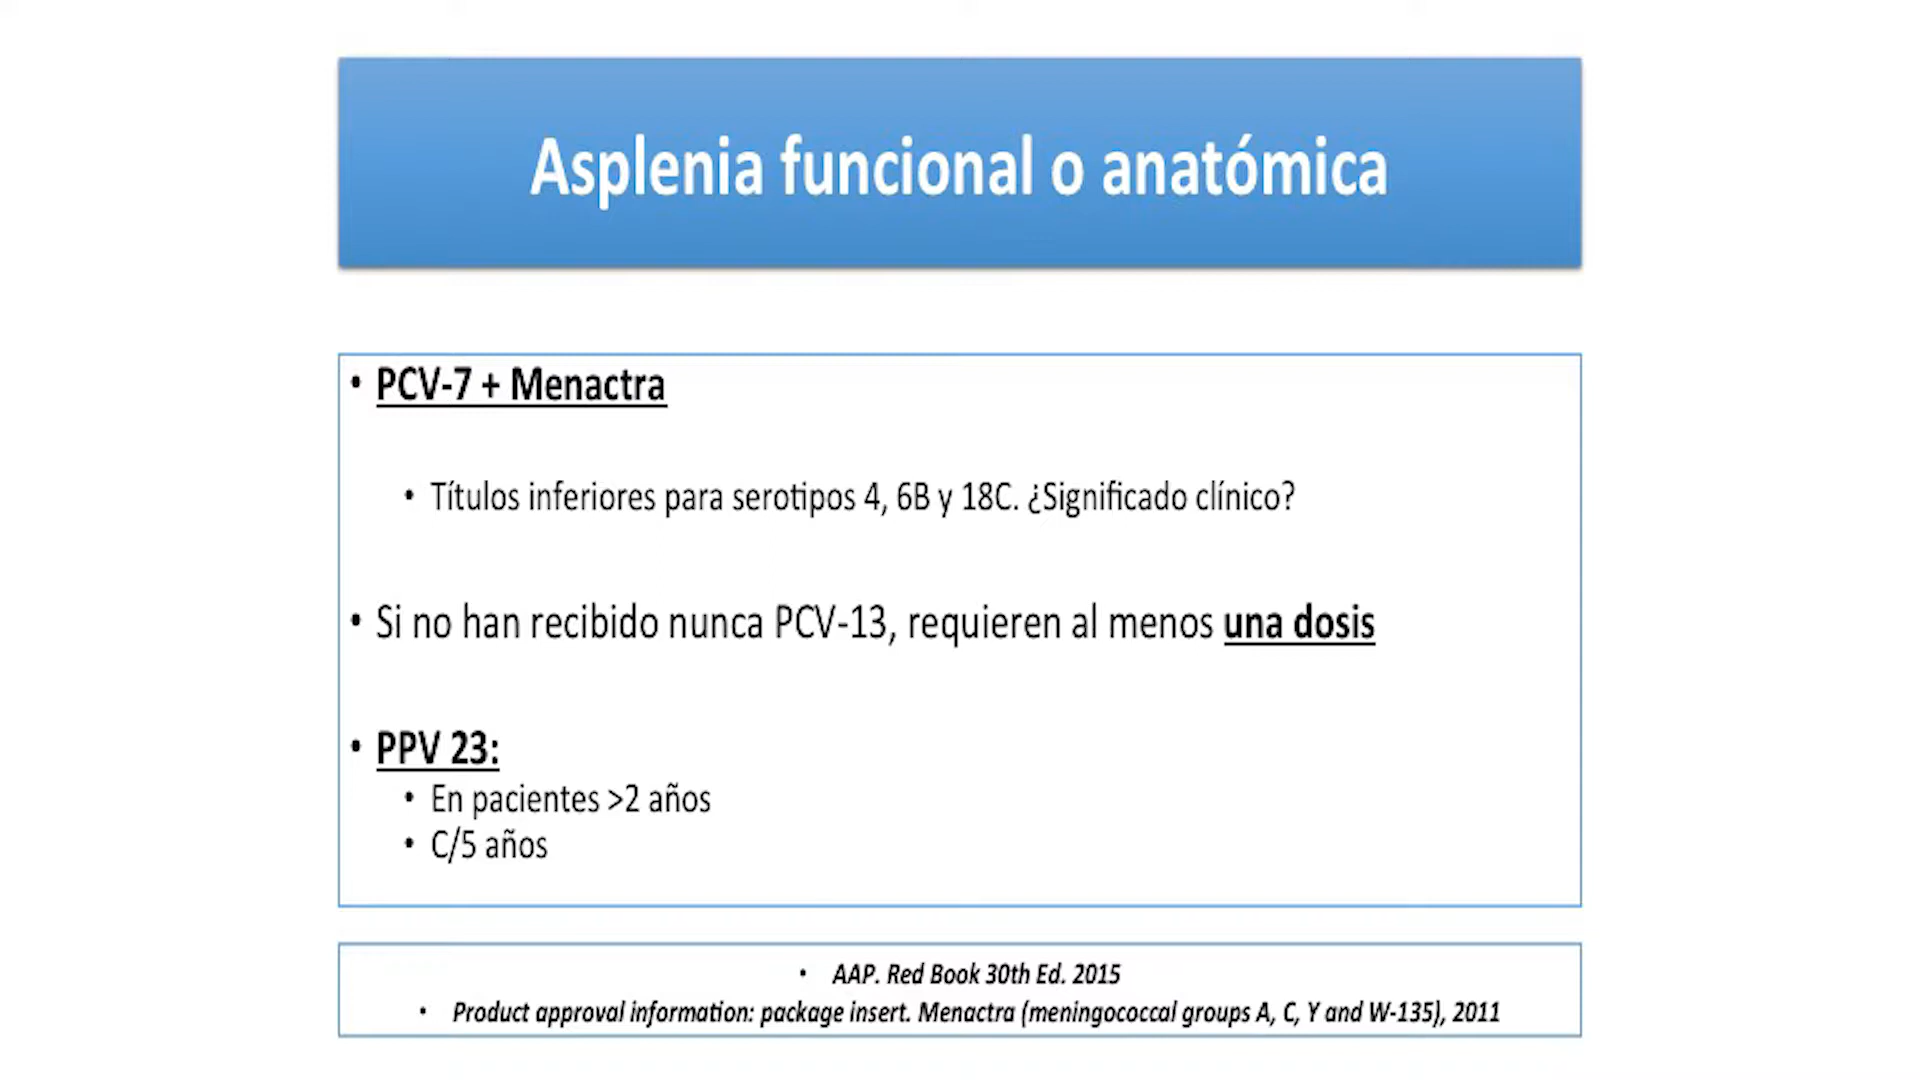 Asplenia funcional o anatómica
• PCV-7 + Menactra
• Títulos inferiores para serotipos 4, 6B y 18C. ¿Significado clínico?
• Si no han recibido nunca PCV-13, requieren al menos una dosis
• PPV 23:
• En pacientes >2 años
• C/5 años
• AAP. Red Book 30th Ed. 2015
• Product approval information: package insert. Menactra (meningococcal groups A, C, Y and W-135), 2011